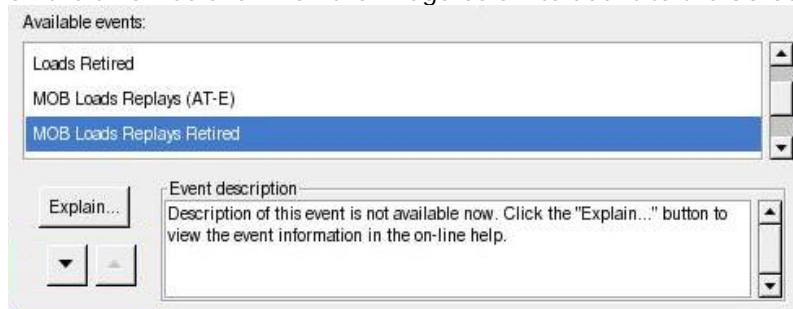 Available events:
Loads Retired
MOB Loads Replays (AT-E)
MOB Loads Replays Retired
Explain...
Event description
Description of this event is not available now. Click the "Explain..." button to
view the event information in the on-line help.